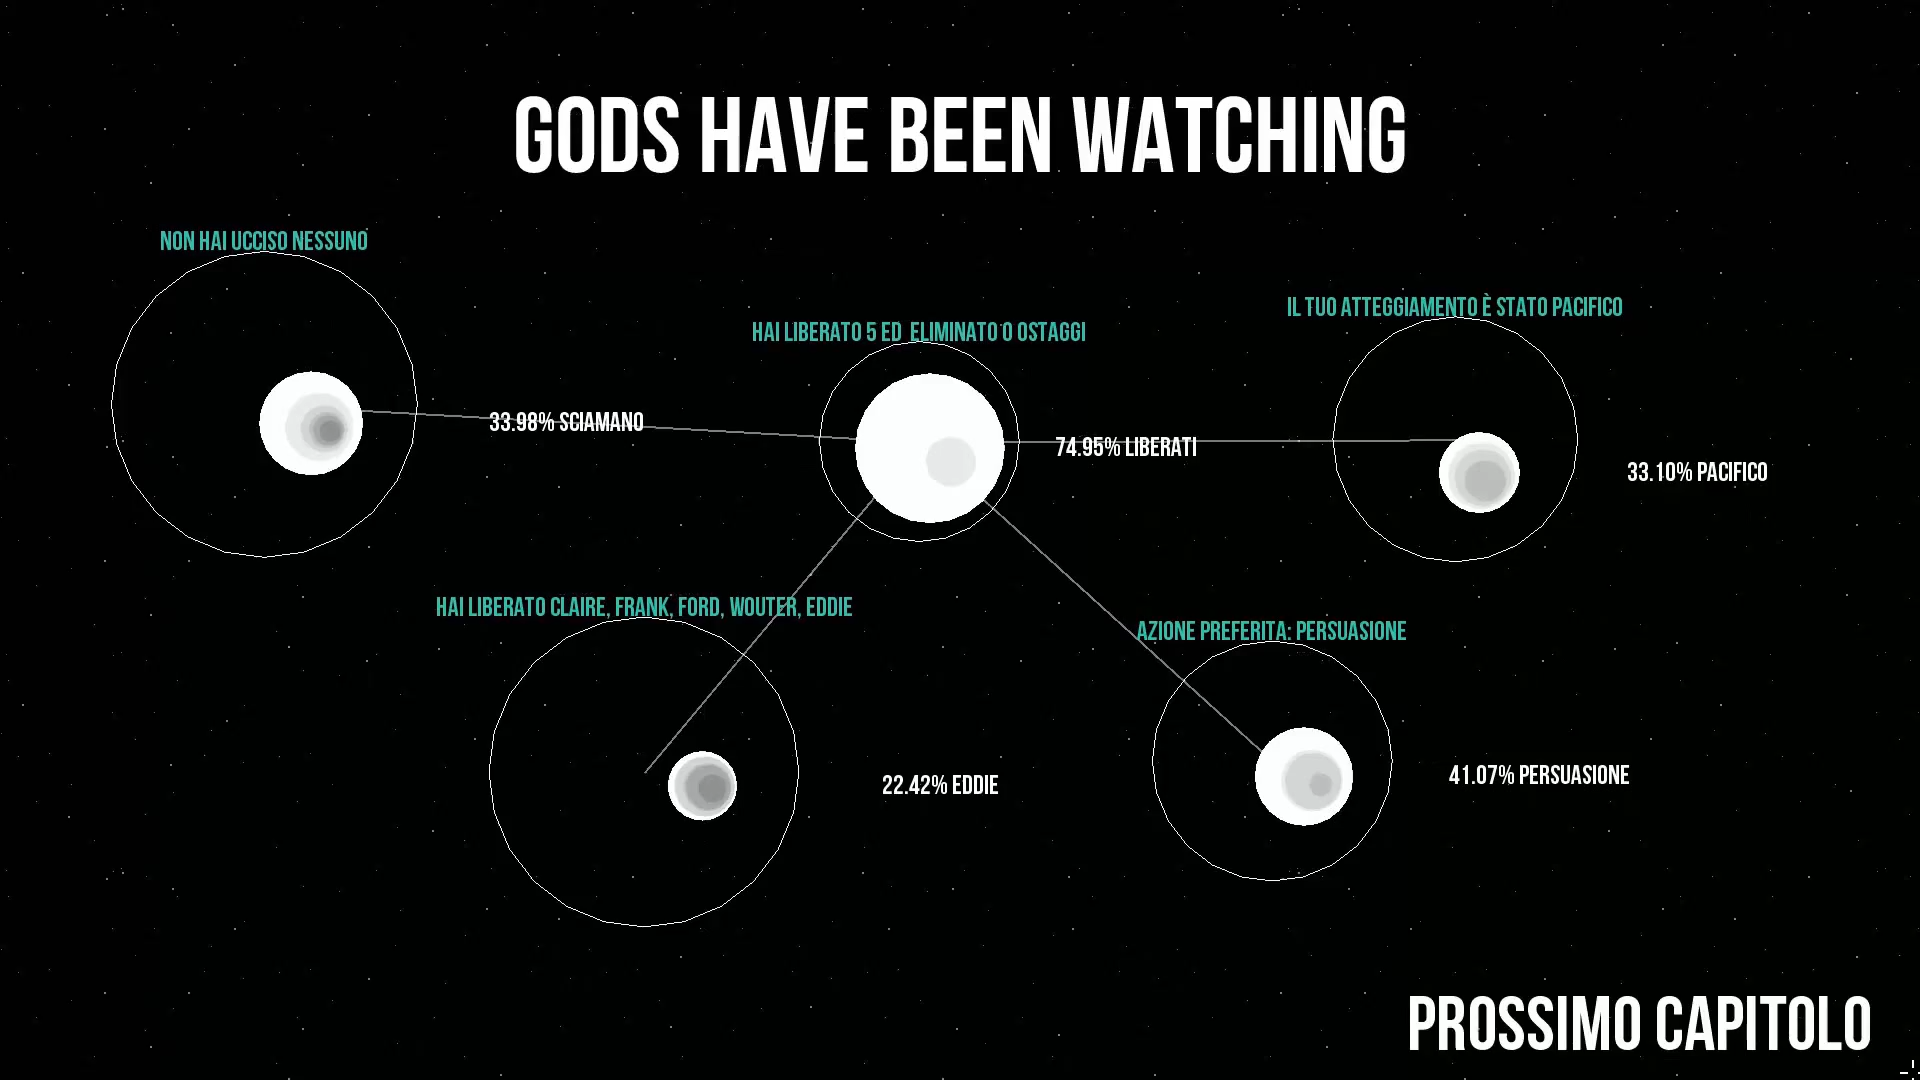 GODS HAVE BEEN WATCHING
NON HAI UCCISO NESSUNO
33.98% SCIAMANO
HAI LIBERATO 5 ED  ELIMINATO 0 OSTAGGI
74.95% LIBERATI
IL TUO ATTEGGIAMENTO È STATO PACIFICO
33.10% PACIFICO
HAI LIBERATO CLAIRE, FRANK, FORD, WOUTER, EDDIE
22.42% EDDIE
AZIONE PREFERITA: PERSUASIONE
41.07% PERSUASIONE
PROSSIMO CAPITOLO